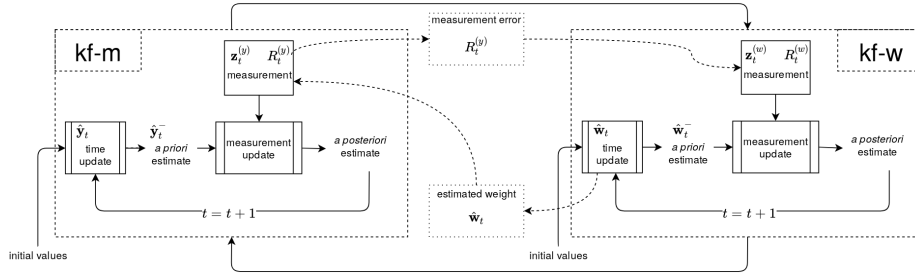 kf-m
z_t^(y) R_t^(y)
measurement
ŷ_t
time
update
ŷ_t^-
a priori
estimate
measurement
update
a posteriori
estimate
t = t + 1
initial values
measurement error
R_t^(y)
estimated weight
ŵ_t
kf-w
z_t^(w) R_t^(w)
measurement
ŵ_t
time
update
ŵ_t^-
a priori
estimate
measurement
update
a posteriori
estimate
t = t + 1
initial values